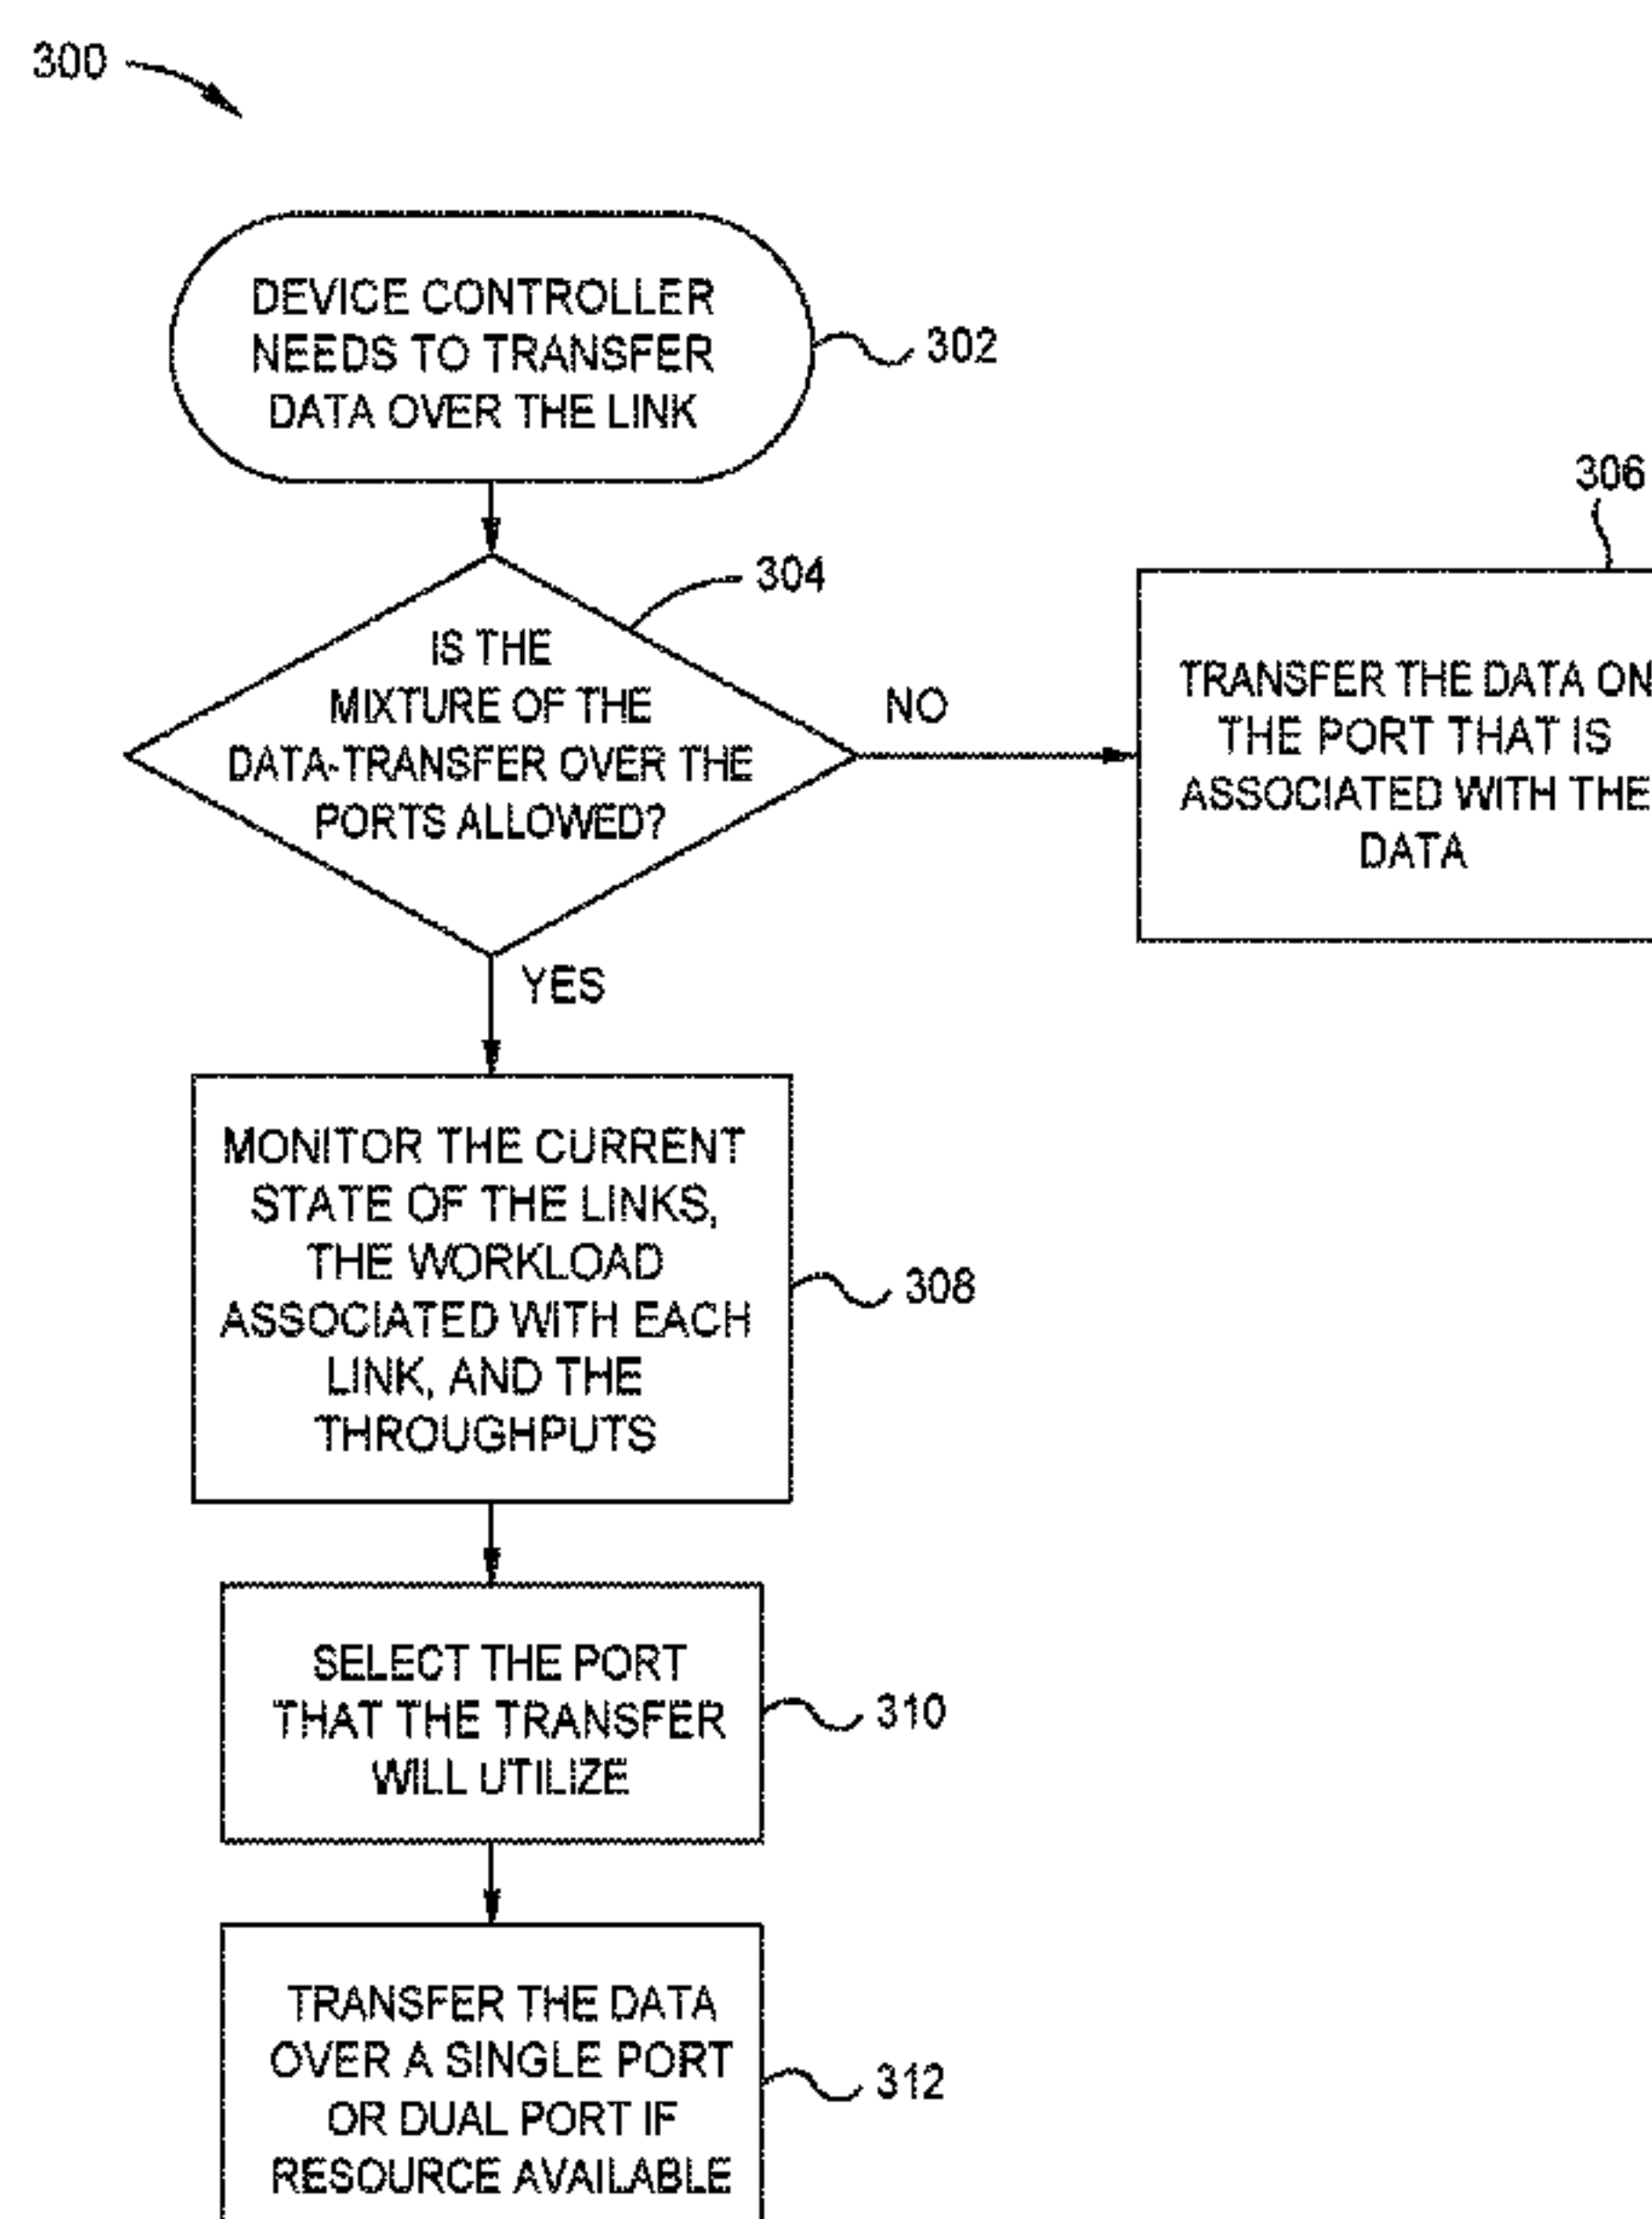 300
DEVICE CONTROLLER
NEEDS TO TRANSFER
DATA OVER THE LINK
302
304
IS THE
MIXTURE OF THE
DATA-TRANSFER OVER THE
PORTS ALLOWED?
NO
306
TRANSFER THE DATA ON
THE PORT THAT IS
ASSOCIATED WITH THE
DATA
YES
MONITOR THE CURRENT
STATE OF THE LINKS,
THE WORKLOAD
ASSOCIATED WITH EACH
LINK, AND THE
THROUGHPUTS
308
SELECT THE PORT
THAT THE TRANSFER
WILL UTILIZE
310
TRANSFER THE DATA
OVER A SINGLE PORT
OR DUAL PORT IF
RESOURCE AVAILABLE
312